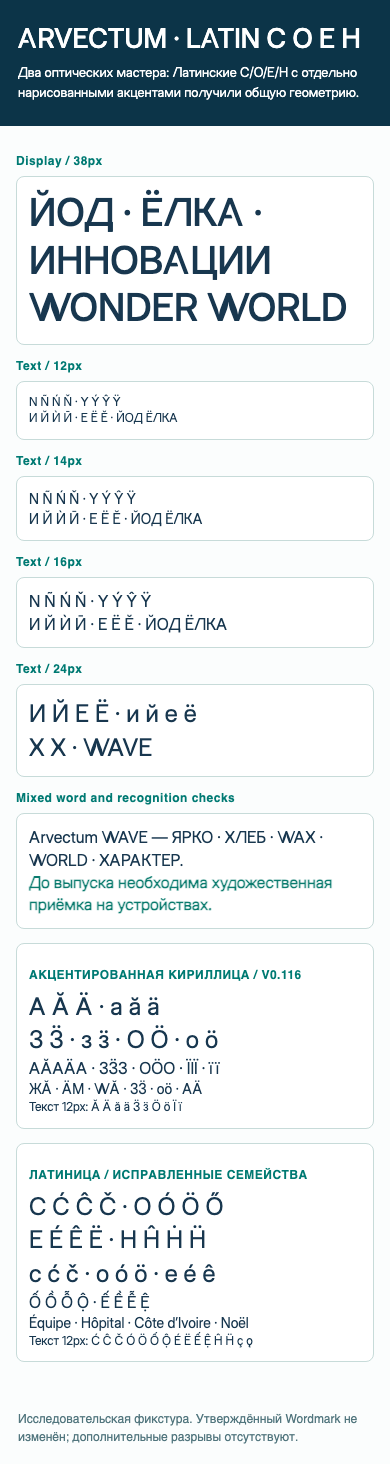 ARVECTUM · LATIN C O E H
Два оптических мастера: Латинские C/O/E/H с отдельно
нарисованными акцентами получили общую геометрию.
Display / 38px
ЙОД · ЁЛКА ·
ИННОВАЦИИ
WONDER WORLD
Text / 12px
N Ñ Ń Ň · Y Ý Ŷ Ÿ
И Й Ѝ Ӣ · Е Ё Ӗ · ЙОД ЁЛКА
Text / 14px
N Ñ Ń Ň · Y Ý Ŷ Ÿ
И Й Ѝ Ӣ · Е Ё Ӗ · ЙОД ЁЛКА
Text / 16px
N Ñ Ń Ň · Y Ý Ŷ Ÿ
И Й Ѝ Ӣ · Е Ё Ӗ · ЙОД ЁЛКА
Text / 24px
И Й Е Ё · и й е ё
X Х · WAVE
Mixed word and recognition checks
Arvectum WAVE — ЯРКО · ХЛЕБ · WAX ·
WORLD · ХАРАКТЕР.
До выпуска необходима художественная
приёмка на устройствах.
АКЦЕНТИРОВАННАЯ КИРИЛЛИЦА / V0.116
А Ӑ Ӓ · а ӑ ӓ
З Ӟ · з ӟ · О Ӧ · о ӧ
АӐАӒА · ЗӞЗ · ОӦО · ЇЇЇ · її
ЖӐ · ӒМ · WӐ · ЗӞ · оӧ · АӒ
Текст 12px: Ӑ Ӓ ӑ ӓ Ӟ ӟ Ӧ ӧ Ї ї
ЛАТИНИЦА / ИСПРАВЛЕННЫЕ СЕМЕЙСТВА
C Ć Ĉ Č · O Ó Ö Ő
E É Ê Ë · H Ĥ Ḣ Ḧ
c ć č · o ó ö · e é ê
Ố Ồ Ỗ Ộ · Ế Ề Ễ Ệ
Équipe · Hôpital · Côte d’Ivoire · Noël
Текст 12px: Ć Ĉ Č Ó Ö Ố Ộ É Ë Ế Ệ Ĥ Ḧ ç ǫ
Исследовательская фикстура. Утверждённый Wordmark не
изменён; дополнительные разрывы отсутствуют.